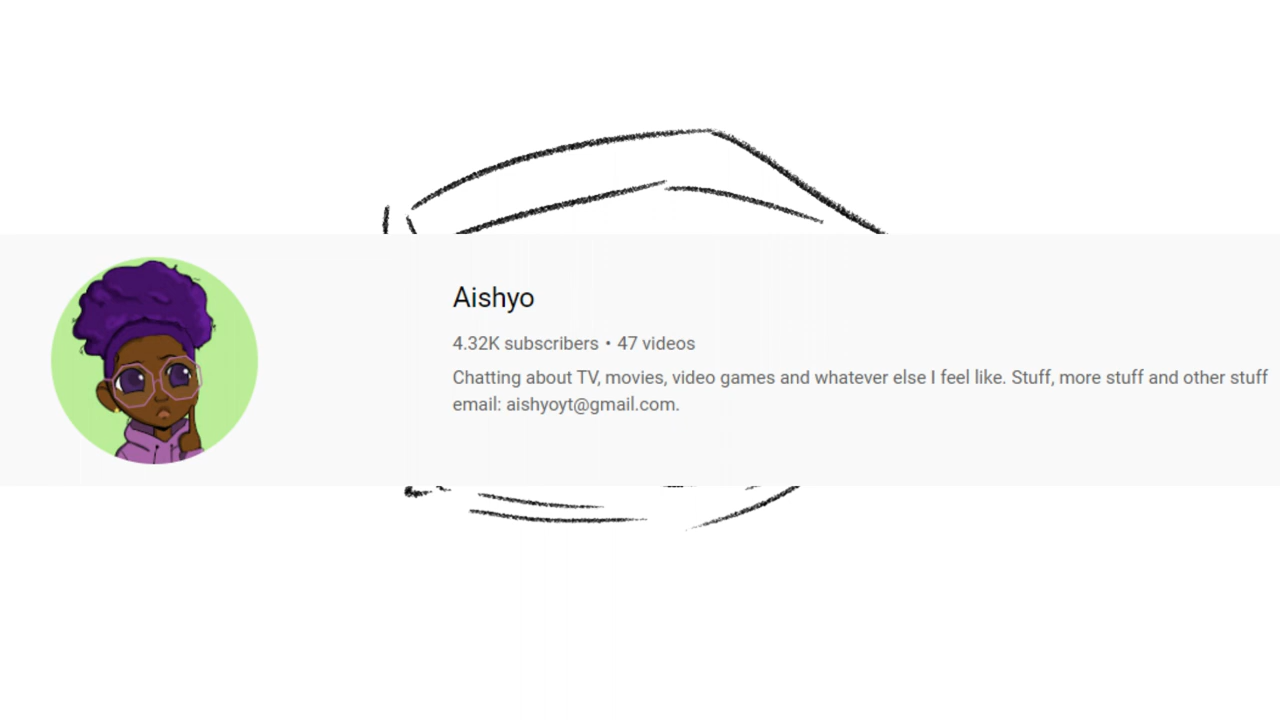 Aishyo
4.32K subscribers • 47 videos
Chatting about TV, movies, video games and whatever else I feel like. Stuff, more stuff and other stuff
email: aishyoyt@gmail.com.